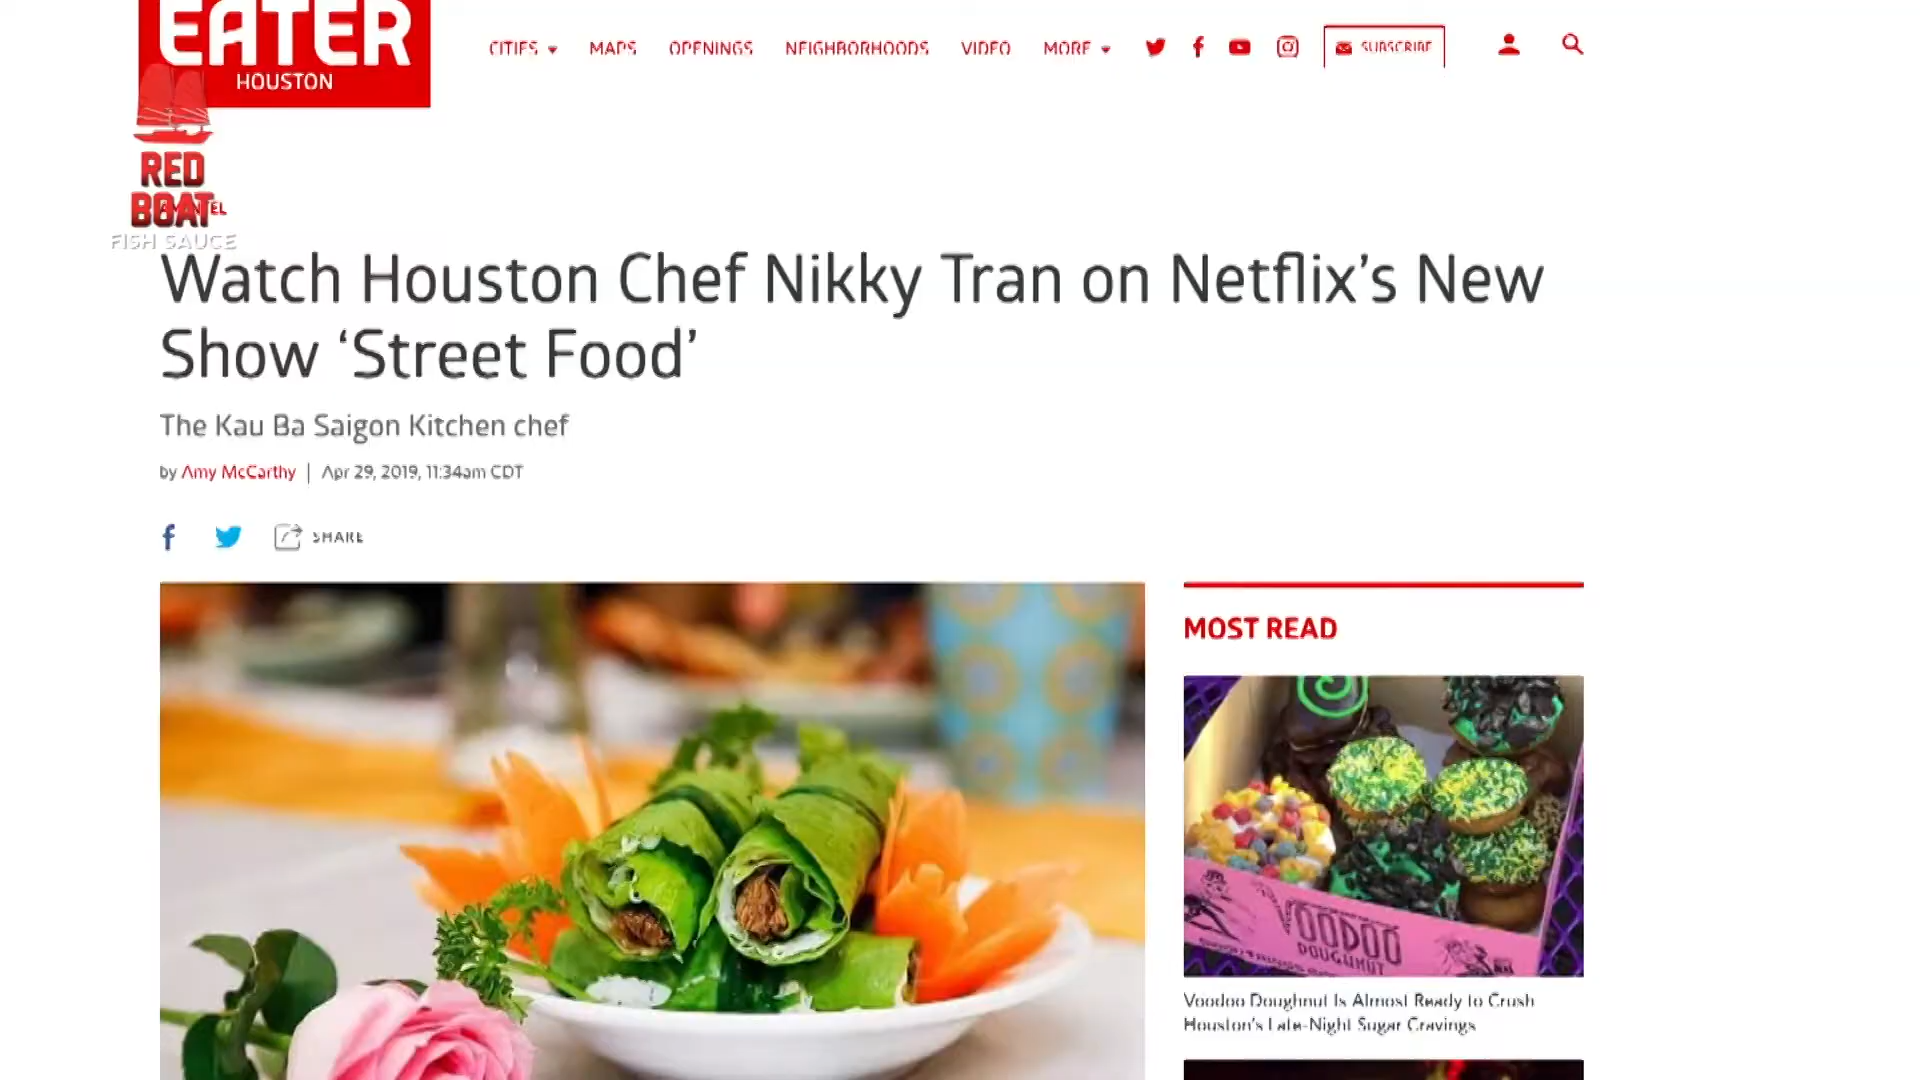 EATER
HOUSTON
CITIES
MAPS
OPENINGS
NEIGHBORHOODS
VIDEO
MORE
SUBSCRIBE
RED
BOAT
FISH SAUCE
Watch Houston Chef Nikky Tran on Netflix’s New
Show ‘Street Food’
The Kau Ba Saigon Kitchen chef
by Amy McCarthy | Apr 29, 2019, 11:34am CDT
SHARE
MOST READ
VOODOO
DOUGHNUT
Voodoo Doughnut Is Almost Ready to Crush
Houston’s Late-Night Sugar Cravings